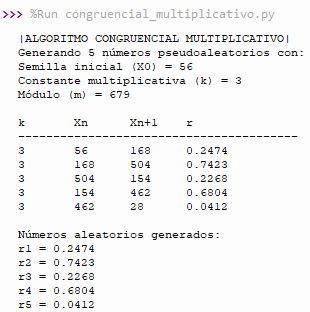 >>> %Run congruencial_multiplicativo.py
|ALGORITMO CONGRUENCIAL MULTIPLICATIVO|
Generando 5 números pseudoaleatorios con:
Semilla inicial (X0) = 56
Constante multiplicativa (k) = 3
Módulo (m) = 679
k Xn Xn+1 r
----------------------------------------
3 56 168 0.2474
3 168 504 0.7423
3 504 154 0.2268
3 154 462 0.6804
3 462 28 0.0412
Números aleatorios generados:
r1 = 0.2474
r2 = 0.7423
r3 = 0.2268
r4 = 0.6804
r5 = 0.0412